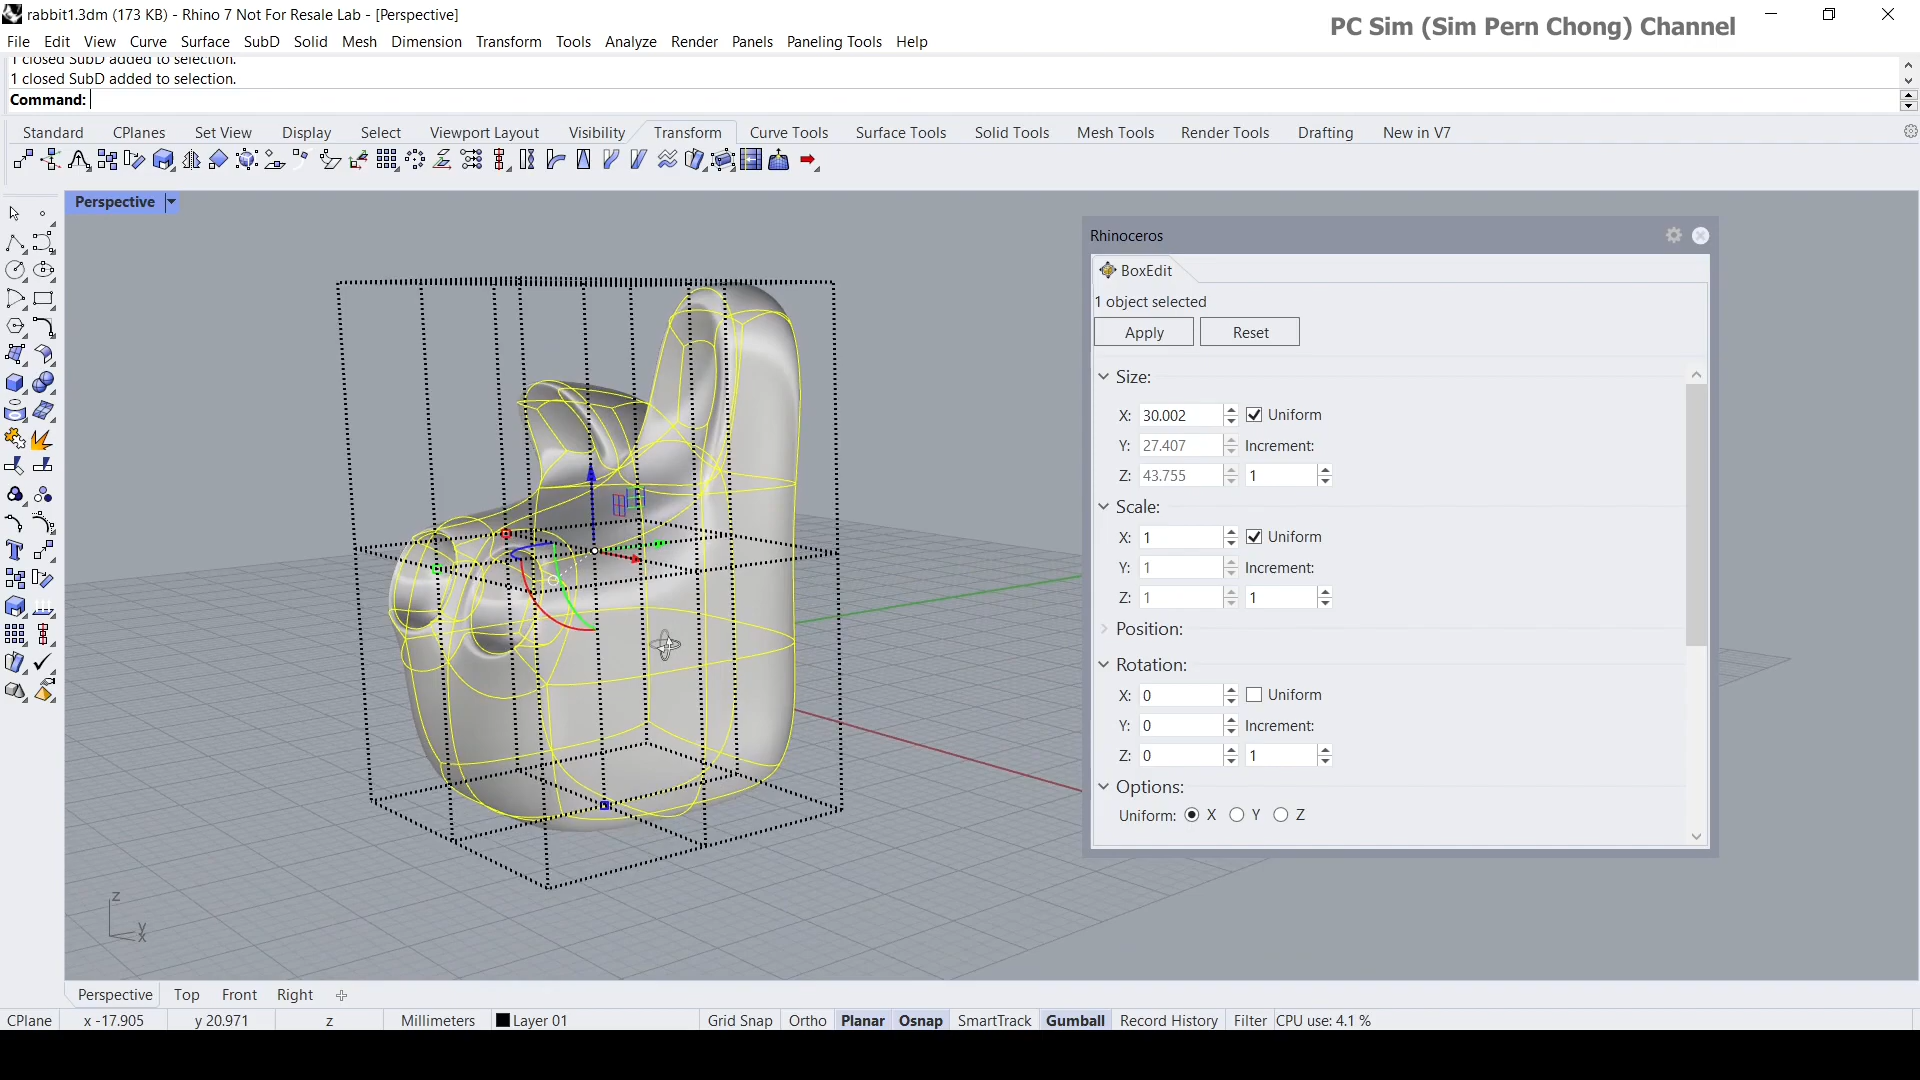 rabbit1.3dm (173 KB) - Rhino 7 Not For Resale Lab - [Perspective]
PC Sim (Sim Pern Chong) Channel
File Edit View Curve Surface SubD Solid Mesh Dimension Transform Tools Analyze Render Panels Paneling Tools Help
1 closed SubD added to selection.
1 closed SubD added to selection.
Command:
Standard CPlanes Set View Display Select Viewport Layout Visibility Transform Curve Tools Surface Tools Solid Tools Mesh Tools Render Tools Drafting New in V7
Perspective
Rhinoceros
BoxEdit
1 object selected
Apply Reset
Size:
X: 30.002 Uniform
Y: 27.407 Increment:
Z: 43.755 1
Scale:
X: 1 Uniform
Y: 1 Increment:
Z: 1 1
Position:
Rotation:
X: 0 Uniform
Y: 0 Increment:
Z: 0 1
Options:
Uniform: X Y Z
z
y
x
Perspective Top Front Right
CPlane x -17.905 y 20.971 z Millimeters Layer 01 Grid Snap Ortho Planar Osnap SmartTrack Gumball Record History Filter CPU use: 4.1 %